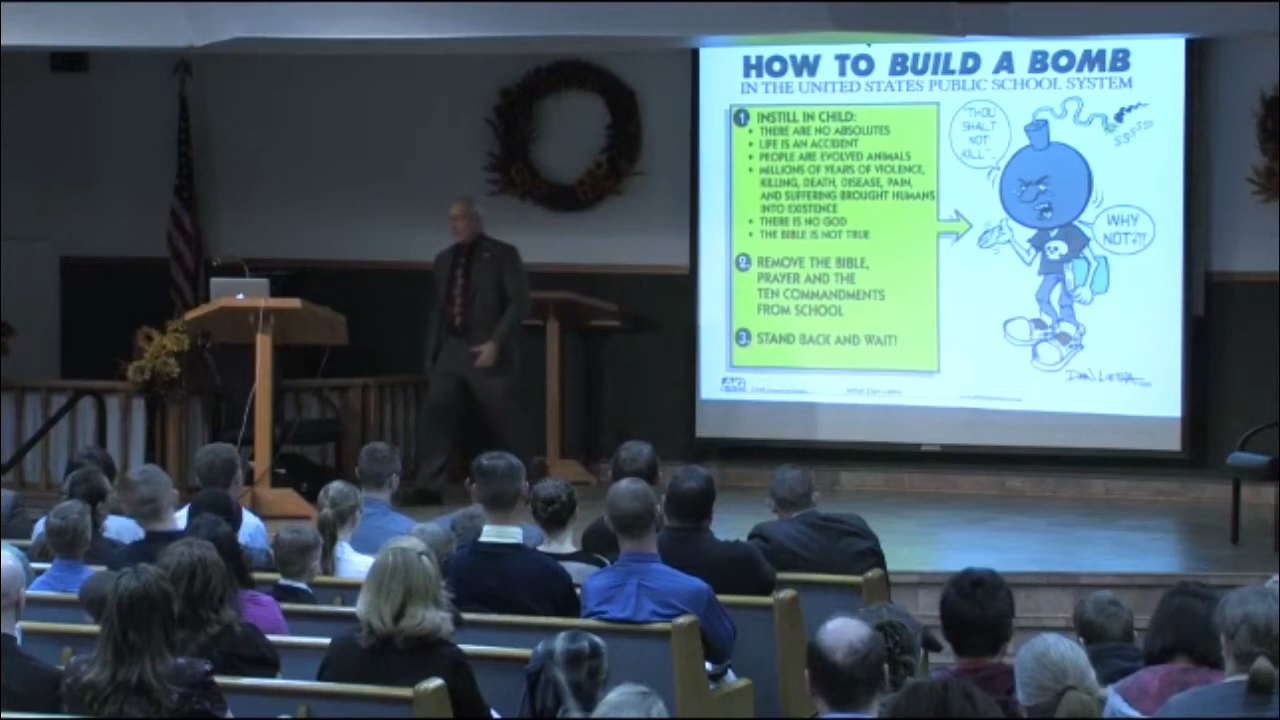 HOW TO BUILD A BOMB
IN THE UNITED STATES PUBLIC SCHOOL SYSTEM
1 INSTILL IN CHILD:
• THERE ARE NO ABSOLUTES
• LIFE IS AN ACCIDENT
• PEOPLE ARE EVOLVED ANIMALS
• MILLIONS OF YEARS OF VIOLENCE,
KILLING, DEATH, DISEASE, PAIN,
AND SUFFERING BROUGHT HUMANS
INTO EXISTENCE
• THERE IS NO GOD
• THE BIBLE IS NOT TRUE
2 REMOVE THE BIBLE,
PRAYER AND THE
TEN COMMANDMENTS
FROM SCHOOL
3 STAND BACK AND WAIT!
"THOU
SHALT
NOT
KILL"...
WHY
NOT?!!
DAN LIETHA
AiG